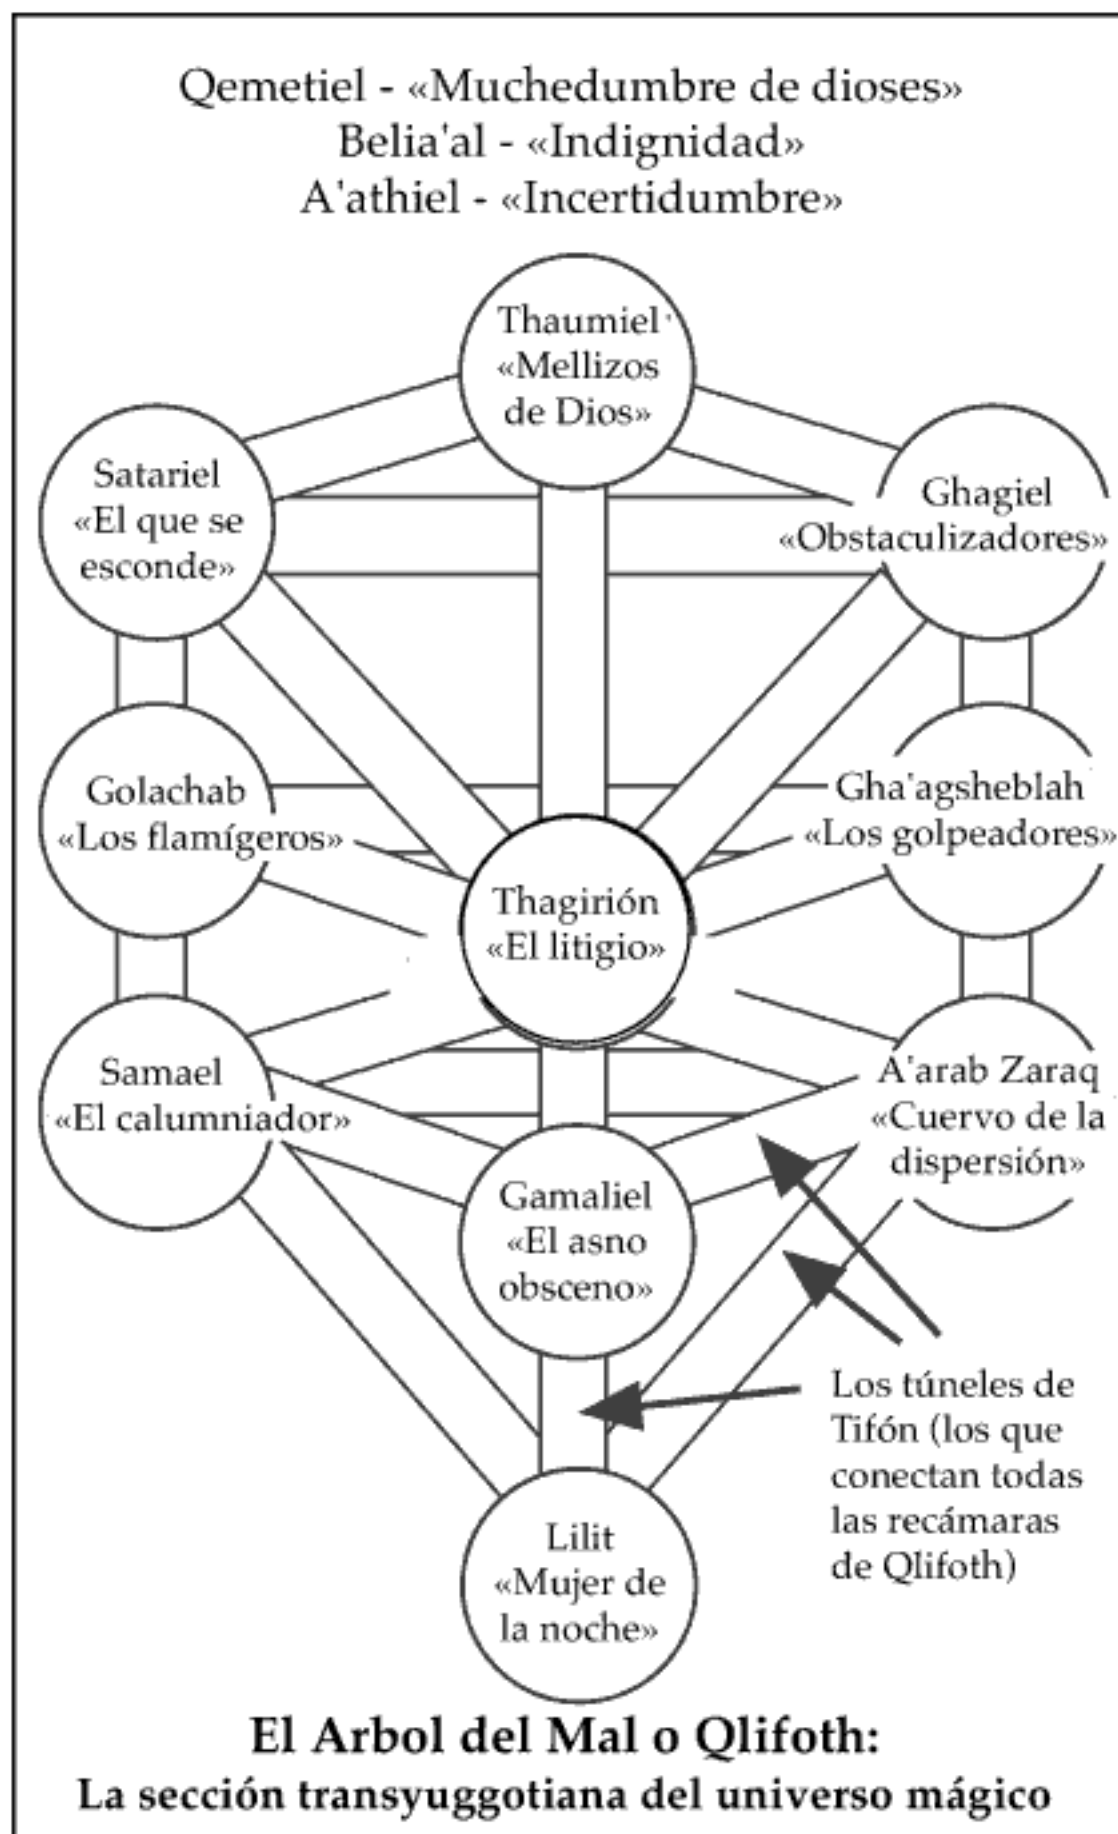 Qemetiel - «Muchedumbre de dioses»
Belia'al - «Indignidad»
A'athiel - «Incertidumbre»
Thaumiel
«Mellizos
de Dios»
Satariel
«El que se
esconde»
Ghagiel
«Obstaculizadores»
Golachab
«Los flamígeros»
Gha'agsheblah
«Los golpeadores»
Thagirión
«El litigio»
Samael
«El calumniador»
A'arab Zaraq
«Cuervo de la
dispersión»
Gamaliel
«El asno
obsceno»
Los túneles de
Tifón (los que
conectan todas
las recámaras
de Qlifoth)
Lilit
«Mujer de
la noche»
El Arbol del Mal o Qlifoth:
La sección transyuggotiana del universo mágico